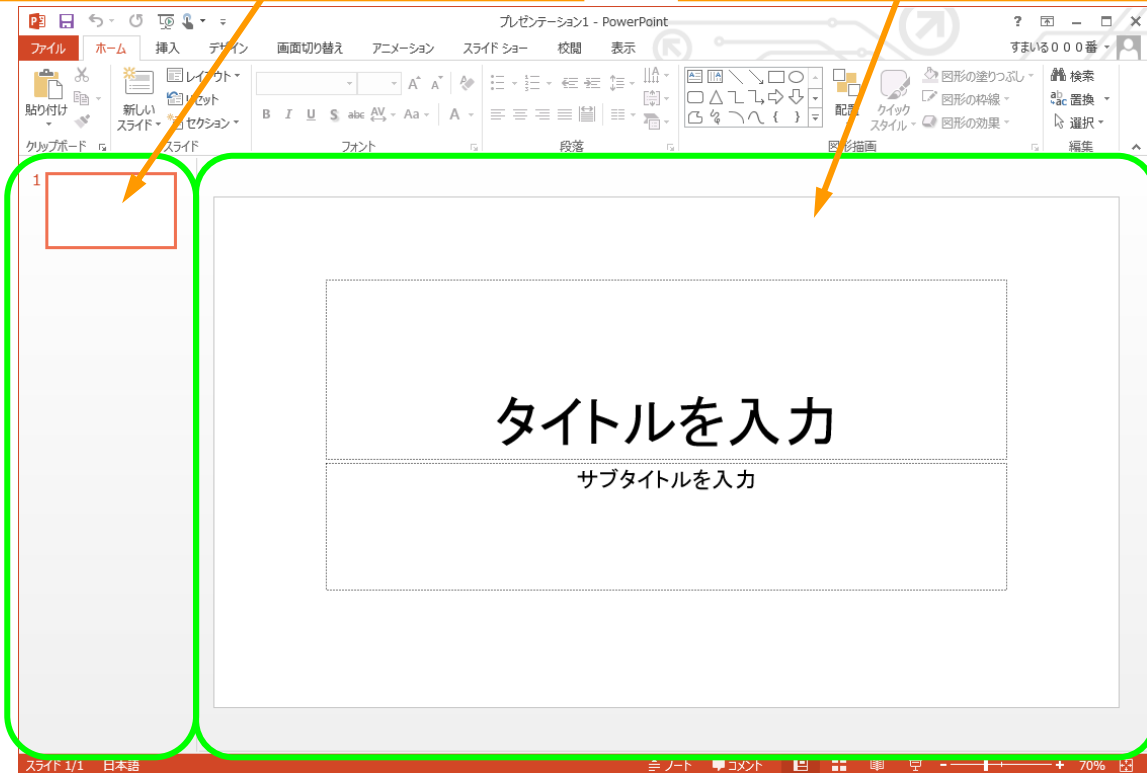 プレゼンテーション1 - PowerPoint
?
ファイル ホーム 挿入 デザイン 画面切り替え アニメーション スライド ショー 校閲 表示 すまいる０００番
貼り付け
新しい
スライド
レイアウト
リセット
セクション
B I U S abc AV Aa A
配置
クイック
スタイル
図形の塗りつぶし
図形の枠線
図形の効果
検索
置換
選択
クリップボード スライド フォント 段落 図形描画 編集
1
タイトルを入力
サブタイトルを入力
スライド 1/1 日本語 ノート コメント 70%